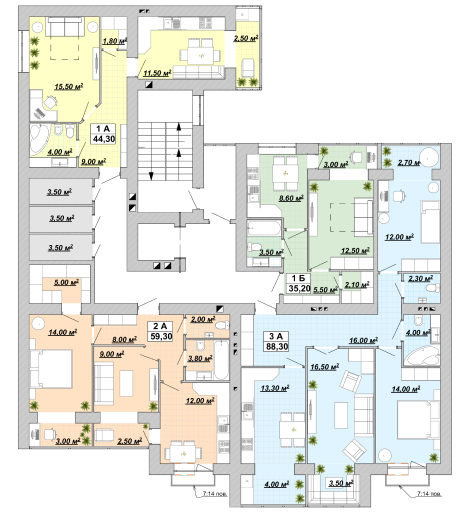 1.80 м²
2.50 м²
15.50 м²
11.50 м²
1 А
44,30
4.00 м²
9.00 м²
3.50 м²
3.50 м²
3.50 м²
3.00 м²
2.70 м²
8.60 м²
3.50 м²
12.50 м²
12.00 м²
1 Б
35,20
5.50 м²
2.10 м²
2.30 м²
5.00 м²
14.00 м²
8.00 м²
2 А
59,30
2.00 м²
3.80 м²
9.00 м²
12.00 м²
3.00 м²
2.50 м²
3 А
88,30
16.00 м²
4.00 м²
13.30 м²
16.50 м²
14.00 м²
4.00 м²
3.50 м²
7;14 пов.
7;14 пов.